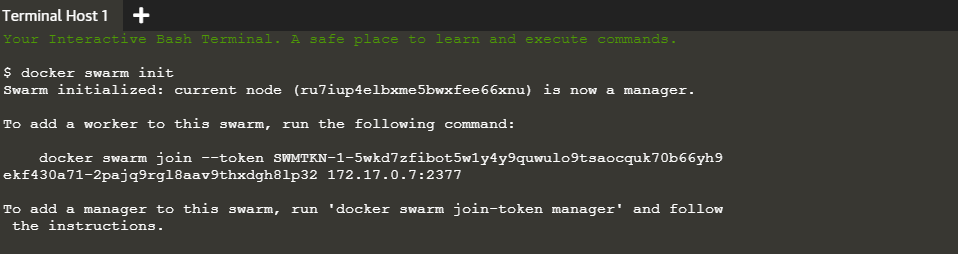 Terminal Host 1 +
Your Interactive Bash Terminal. A safe place to learn and execute commands.
$ docker swarm init
Swarm initialized: current node (ru7iup4elbxme5bwxfee66xnu) is now a manager.
To add a worker to this swarm, run the following command:
docker swarm join --token SWMTKN-1-5wkd7zfibot5w1y4y9quwulo9tsaocquk70b66yh9
ekf430a71-2pajq9rgl8aav9thxdgh8lp32 172.17.0.7:2377
To add a manager to this swarm, run 'docker swarm join-token manager' and follow
the instructions.